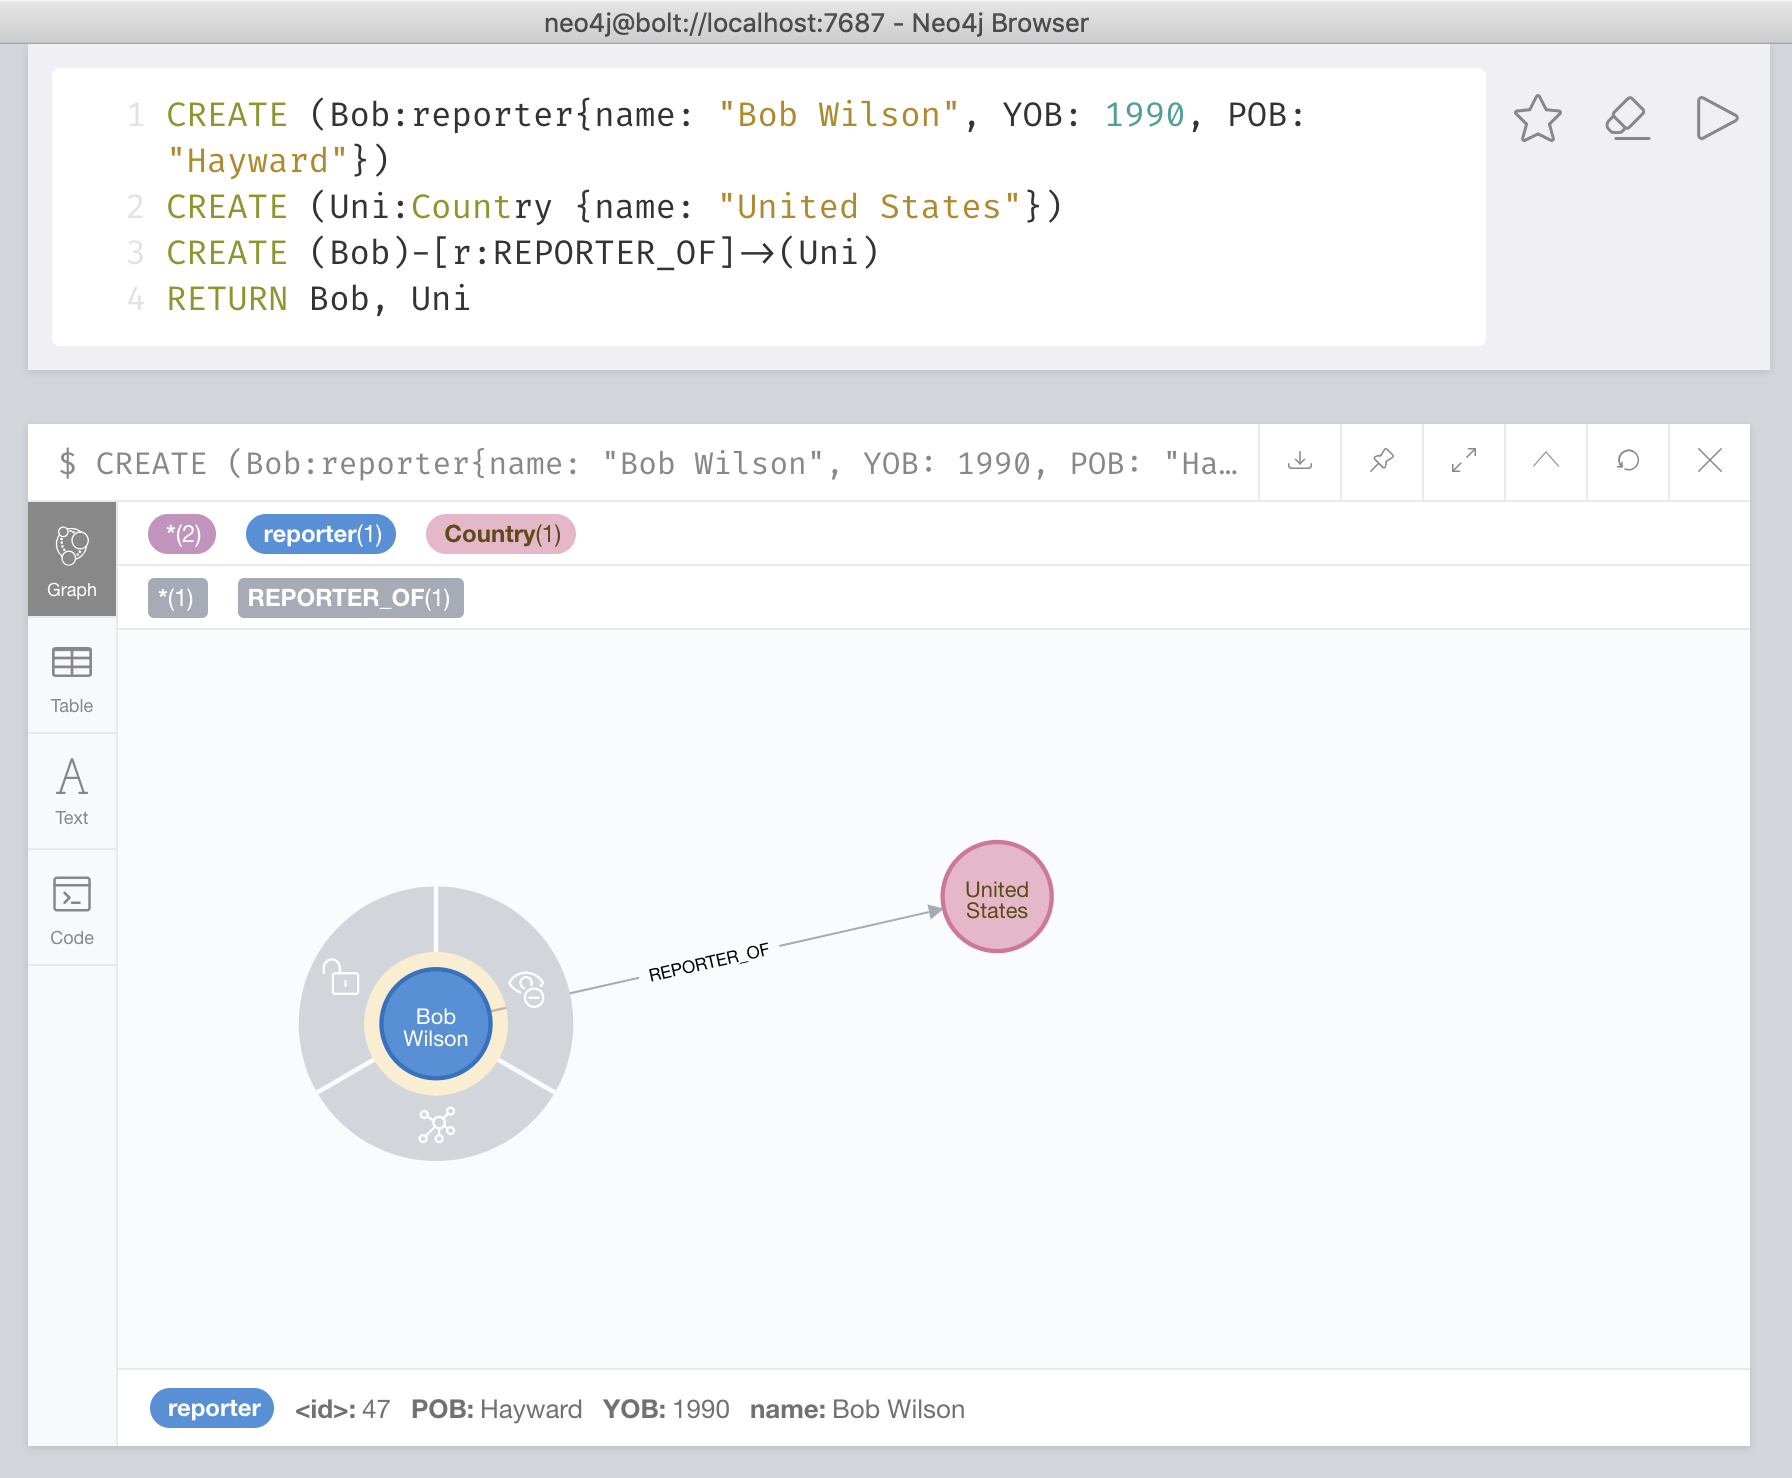 neo4j@bolt://localhost:7687 - Neo4j Browser
1 CREATE (Bob:reporter{name: "Bob Wilson", YOB: 1990, POB:
"Hayward"})
2 CREATE (Uni:Country {name: "United States"})
3 CREATE (Bob)-[r:REPORTER_OF]->(Uni)
4 RETURN Bob, Uni
$ CREATE (Bob:reporter{name: "Bob Wilson", YOB: 1990, POB: "Ha…
*(2) reporter(1) Country(1)
*(1) REPORTER_OF(1)
Graph
Table
Text
Code
United
States
REPORTER_OF
Bob
Wilson
reporter <id>: 47 POB: Hayward YOB: 1990 name: Bob Wilson